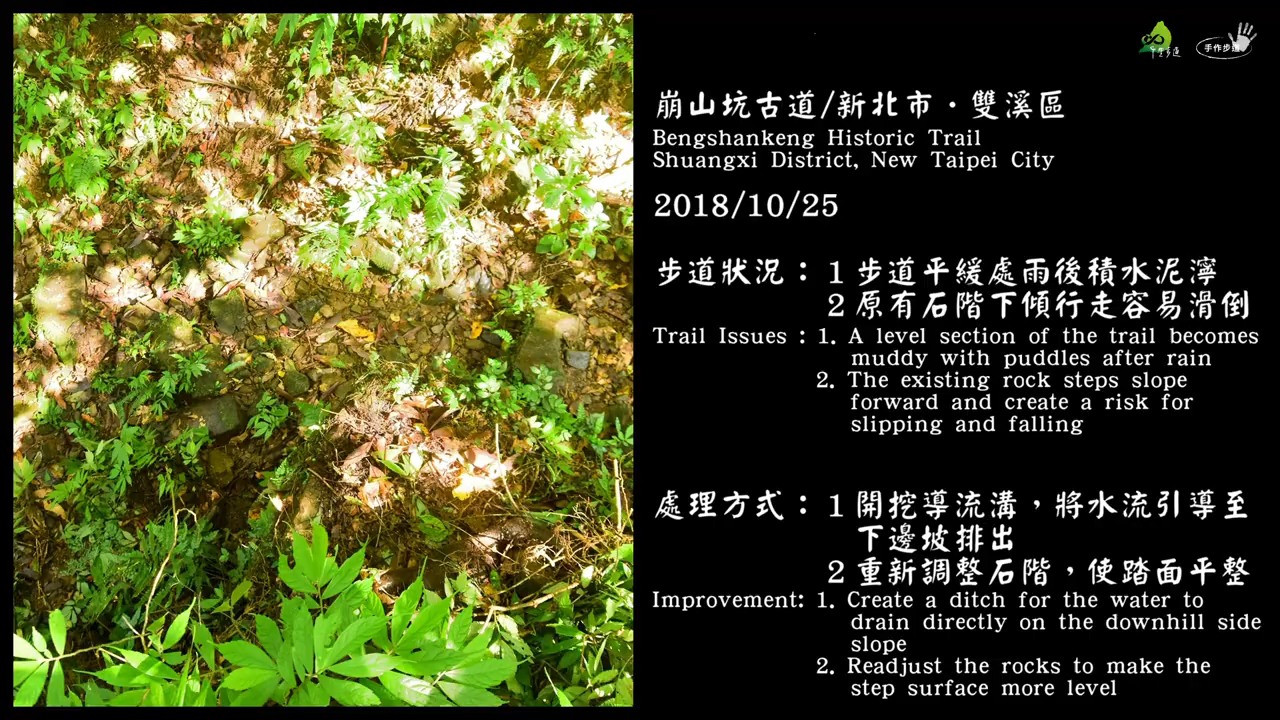 手作步道
崩山坑古道/新北市・雙溪區
Bengshankeng Historic Trail
Shuangxi District, New Taipei City
2018/10/25
步道狀況：1 步道平緩處雨後積水泥濘
2 原有石階下傾行走容易滑倒
Trail Issues : 1. A level section of the trail becomes
muddy with puddles after rain
2. The existing rock steps slope
forward and create a risk for
slipping and falling
處理方式：1 開挖導流溝，將水流引導至
下邊坡排出
2 重新調整石階，使踏面平整
Improvement: 1. Create a ditch for the water to
drain directly on the downhill side
slope
2. Readjust the rocks to make the
step surface more level